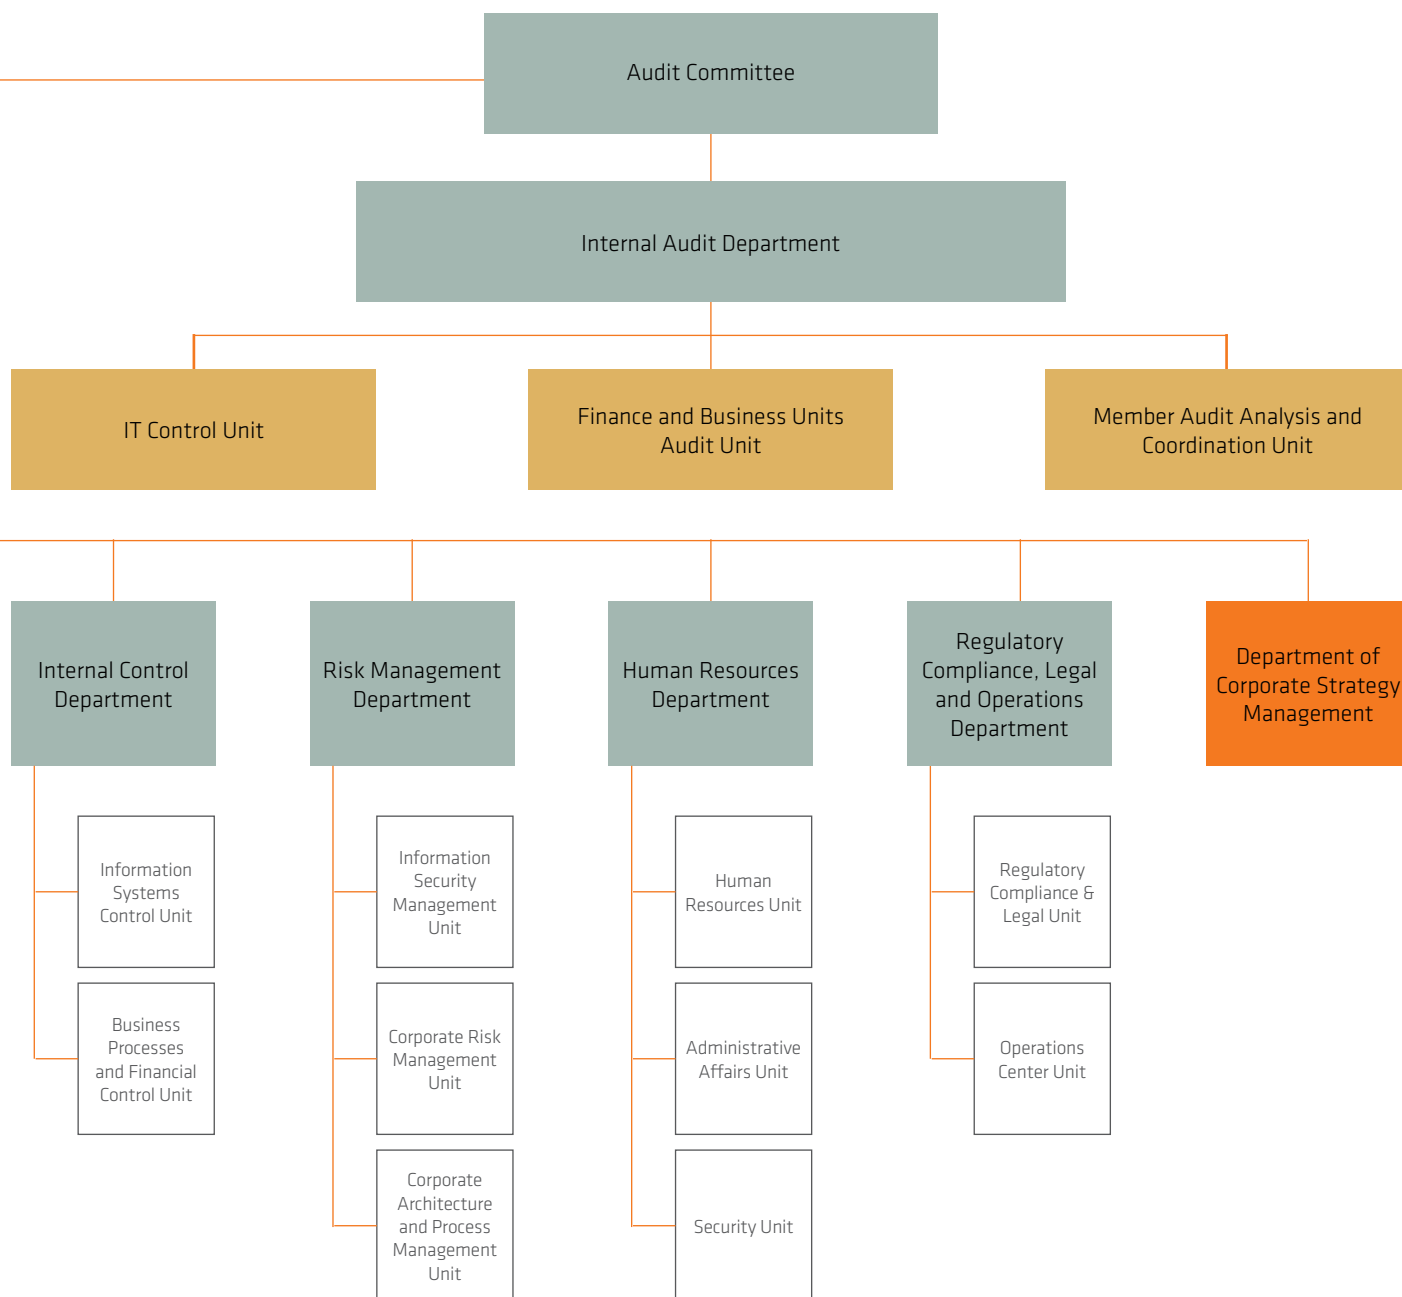 Audit Committee
Internal Audit Department
IT Control Unit
Finance and Business Units
Audit Unit
Member Audit Analysis and
Coordination Unit
Internal Control
Department
Risk Management
Department
Human Resources
Department
Regulatory
Compliance, Legal
and Operations
Department
Department of
Corporate Strategy
Management
Information
Systems
Control Unit
Information
Security
Management
Unit
Human
Resources Unit
Regulatory
Compliance &
Legal Unit
Business
Processes
and Financial
Control Unit
Corporate Risk
Management
Unit
Administrative
Affairs Unit
Operations
Center Unit
Corporate
Architecture
and Process
Management
Unit
Security Unit